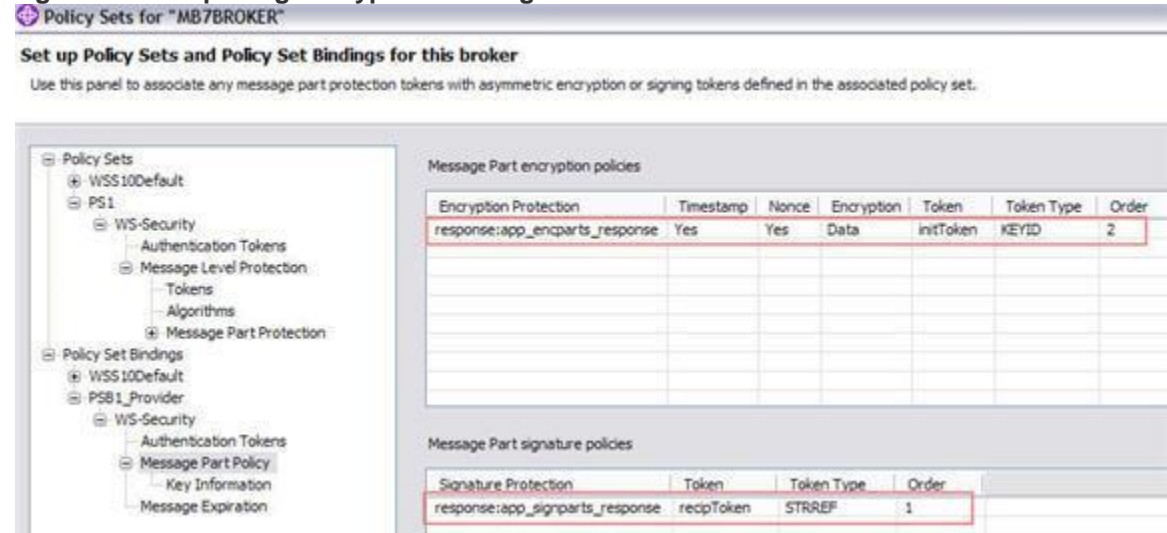 Policy Sets for "MB7BROKER"
Set up Policy Sets and Policy Set Bindings for this broker
Use this panel to associate any message part protection tokens with asymmetric encryption or signing tokens defined in the associated policy set.
Policy Sets
WSS10Default
PS1
WS-Security
Authentication Tokens
Message Level Protection
Tokens
Algorithms
Message Part Protection
Policy Set Bindings
WSS10Default
PSB1_Provider
WS-Security
Authentication Tokens
Message Part Policy
Key Information
Message Expiration
Message Part encryption policies
Encryption Protection Timestamp Nonce Encryption Token Token Type Order
response:app_encparts_response Yes Yes Data initToken KEYID 2
Message Part signature policies
Signature Protection Token Token Type Order
response:app_signparts_response recipToken STRREF 1